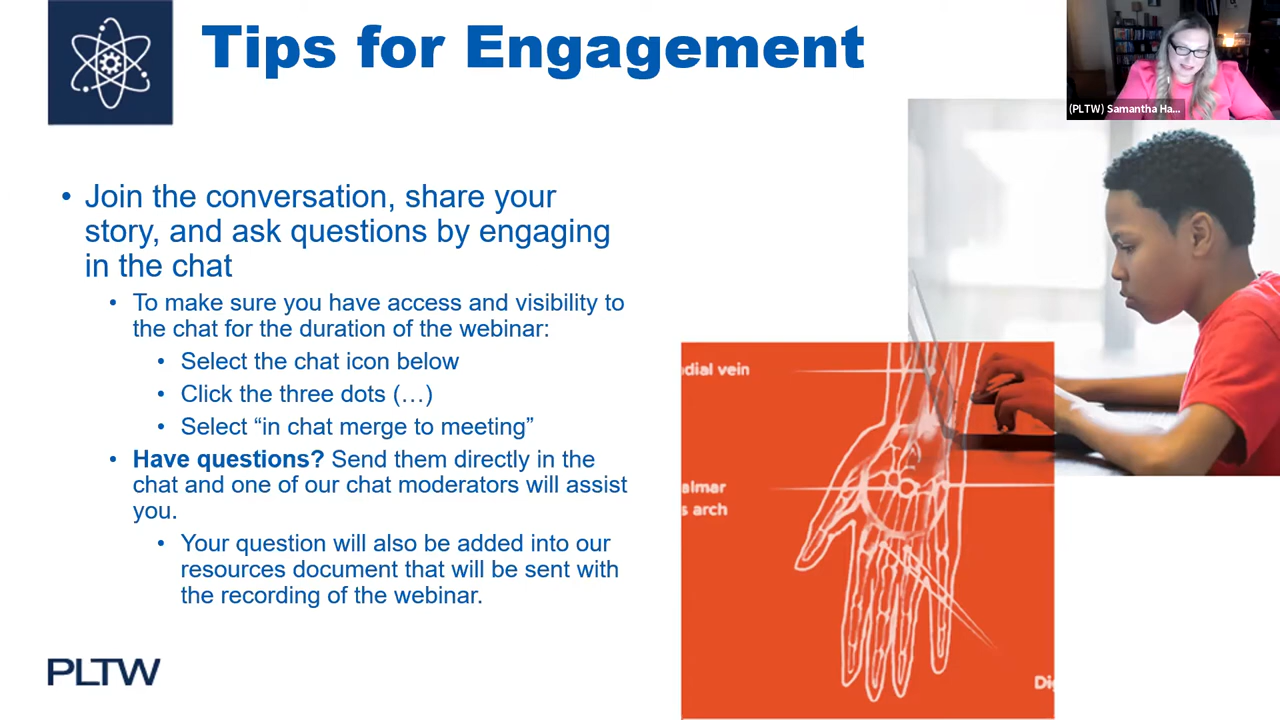 Tips for Engagement
(PLTW) Samantha Ha...
• Join the conversation, share your
story, and ask questions by engaging
in the chat
• To make sure you have access and visibility to
the chat for the duration of the webinar:
• Select the chat icon below
• Click the three dots (…)
• Select “in chat merge to meeting”
• Have questions? Send them directly in the
chat and one of our chat moderators will assist
you.
• Your question will also be added into our
resources document that will be sent with
the recording of the webinar.
dial vein
almar
s arch
Di
PLTW